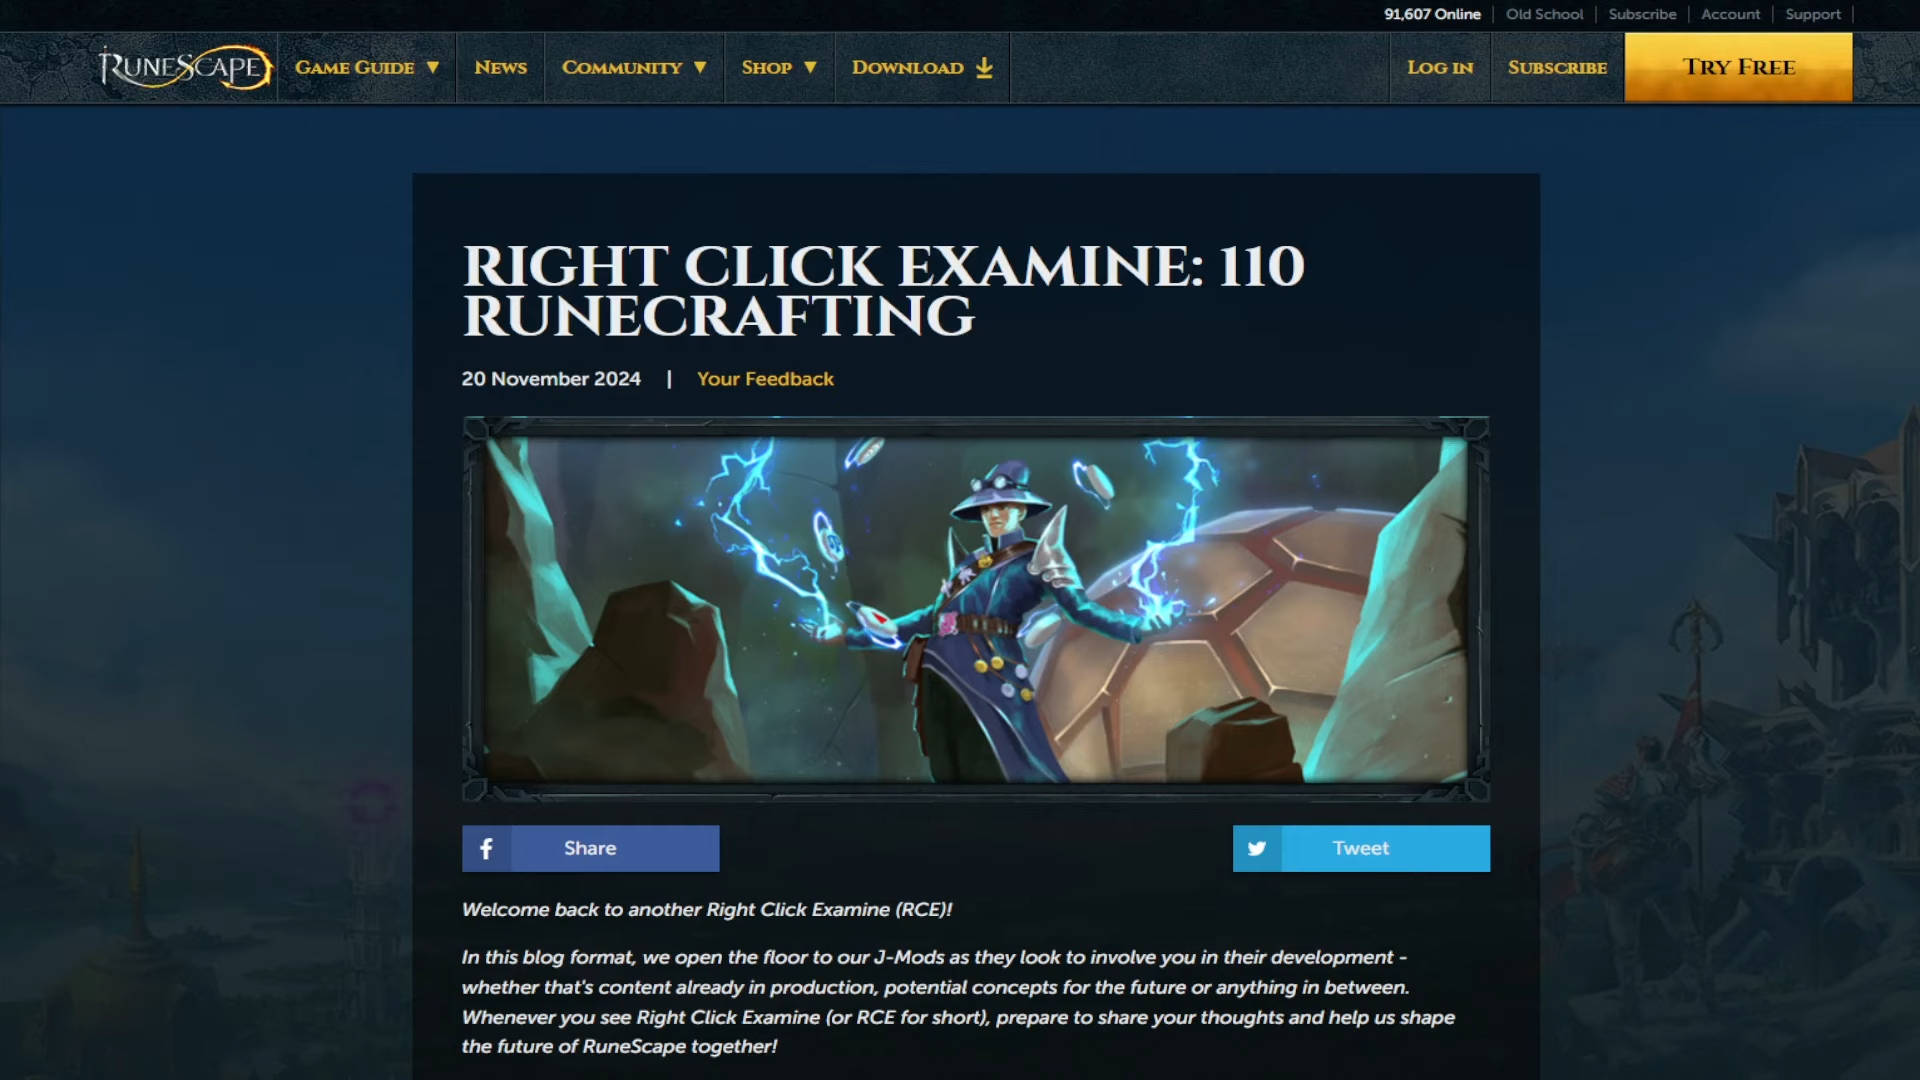 91,607 Online
Old School
Subscribe
Account
Support
RuneScape
Game Guide
News
Community
Shop
Download
Log in
Subscribe
Try Free
RIGHT CLICK EXAMINE: 110
RUNECRAFTING
20 November 2024 | Your Feedback
Share
Tweet
Welcome back to another Right Click Examine (RCE)!
In this blog format, we open the floor to our J-Mods as they look to involve you in their development -
whether that's content already in production, potential concepts for the future or anything in between.
Whenever you see Right Click Examine (or RCE for short), prepare to share your thoughts and help us shape
the future of RuneScape together!